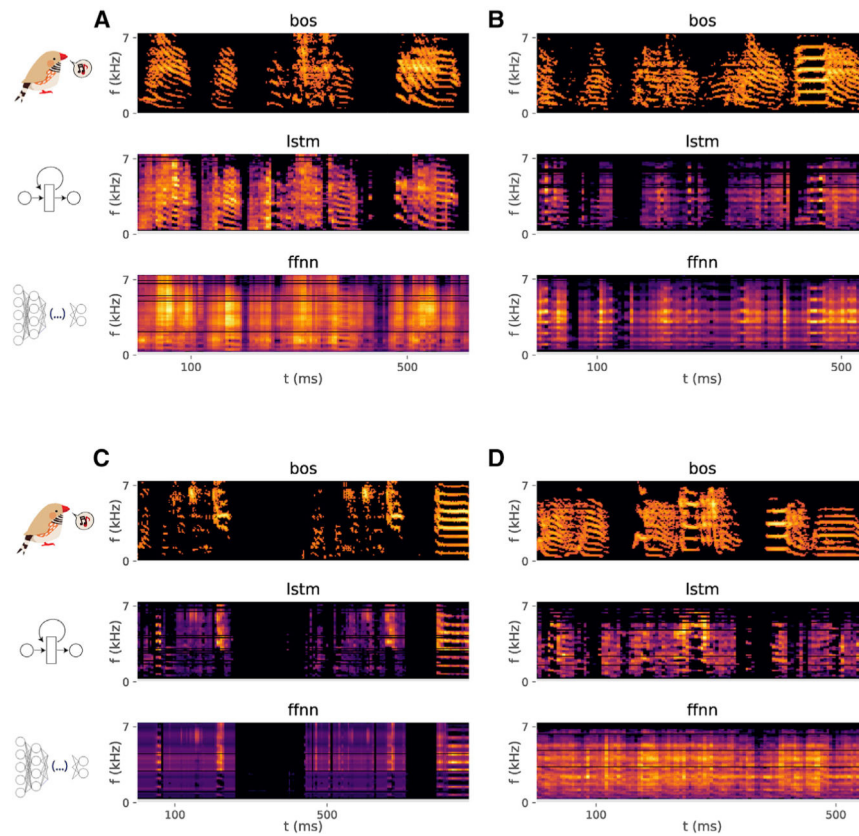 A
bos
7
f (kHz)
0
lstm
7
f (kHz)
0
ffnn
7
f (kHz)
0
(...)
100
500
t (ms)
B
bos
7
f (kHz)
0
lstm
7
f (kHz)
0
ffnn
7
f (kHz)
0
100
500
t (ms)
C
bos
7
f (kHz)
0
lstm
7
f (kHz)
0
ffnn
7
f (kHz)
0
(...)
100
500
t (ms)
D
bos
7
f (kHz)
0
lstm
7
f (kHz)
0
ffnn
7
f (kHz)
0
100
500
t (ms)